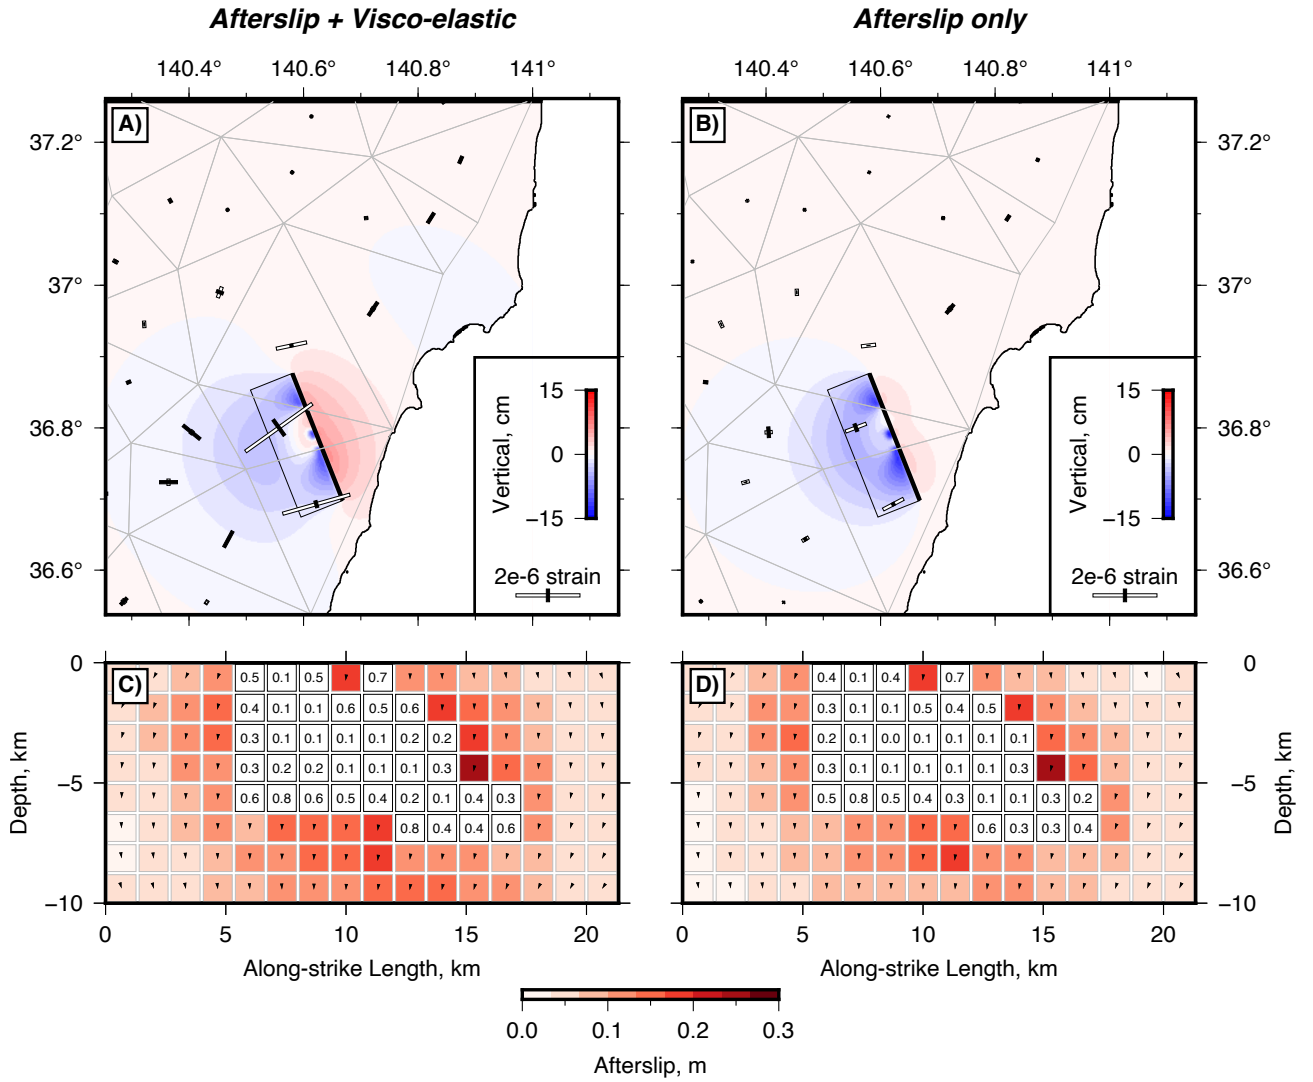 Afterslip + Visco-elastic
Afterslip only
140.4° 140.6° 140.8° 141°
140.4° 140.6° 140.8° 141°
A)
B)
37.2°
37°
36.8°
36.6°
37.2°
37°
36.8°
36.6°
Vertical, cm
15
0
−15
2e-6 strain
Vertical, cm
15
0
−15
2e-6 strain
C)
0.5 0.1 0.5 0.7
0.4 0.1 0.1 0.6 0.5 0.6
0.3 0.1 0.1 0.1 0.1 0.2 0.2
0.3 0.2 0.2 0.1 0.1 0.1 0.3
0.6 0.8 0.6 0.5 0.4 0.2 0.1 0.4 0.3
0.8 0.4 0.4 0.6
D)
0.4 0.1 0.4 0.7
0.3 0.1 0.1 0.5 0.4 0.5
0.2 0.1 0.0 0.1 0.1 0.1 0.1
0.3 0.1 0.1 0.1 0.1 0.1 0.3
0.5 0.8 0.5 0.4 0.3 0.1 0.1 0.3 0.2
0.6 0.3 0.3 0.4
0
−5
−10
Depth, km
0
−5
−10
Depth, km
0 5 10 15 20
Along-strike Length, km
0 5 10 15 20
Along-strike Length, km
0.0 0.1 0.2 0.3
Afterslip, m